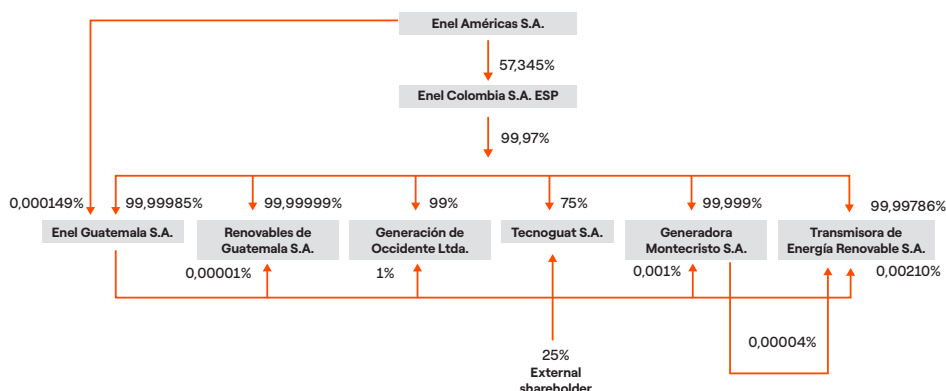 Enel Américas S.A.
57,345%
Enel Colombia S.A. ESP
99,97%
0,000149%
99,99985%
99,99999%
99%
75%
99,999%
99,99786%
Enel Guatemala S.A.
Renovables de
Guatemala S.A.
Generación de
Occidente Ltda.
Tecnoguat S.A.
Generadora
Montecristo S.A.
Transmisora de
Energía Renovable S.A.
0,00001%
1%
0,001%
0,00210%
0,00004%
25%
External
shareholder